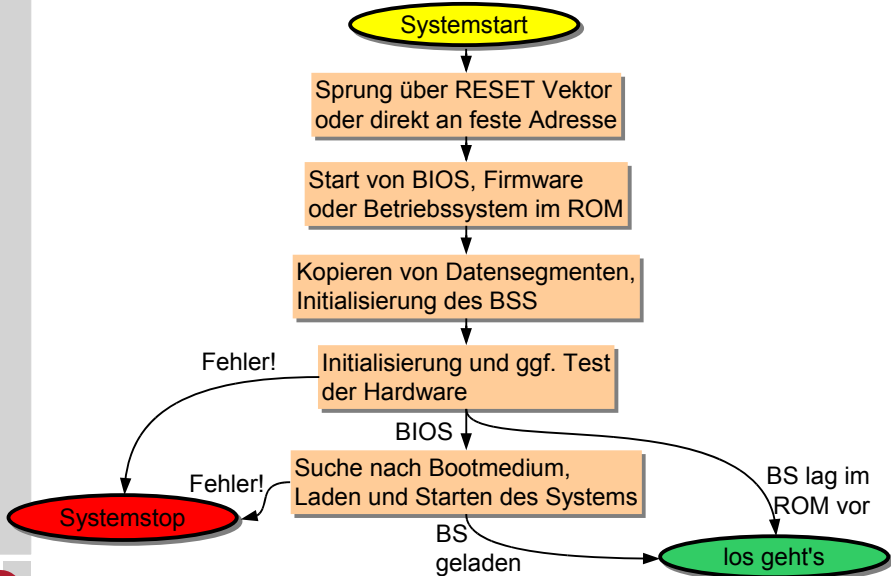 Systemstart
Sprung über RESET Vektor
oder direkt an feste Adresse
Start von BIOS, Firmware
oder Betriebssystem im ROM
Kopieren von Datensegmenten,
Initialisierung des BSS
Fehler!
Initialisierung und ggf. Test
der Hardware
BIOS
Suche nach Bootmedium,
Laden und Starten des Systems
Fehler!
BS lag im
ROM vor
Systemstop
BS
geladen
los geht's